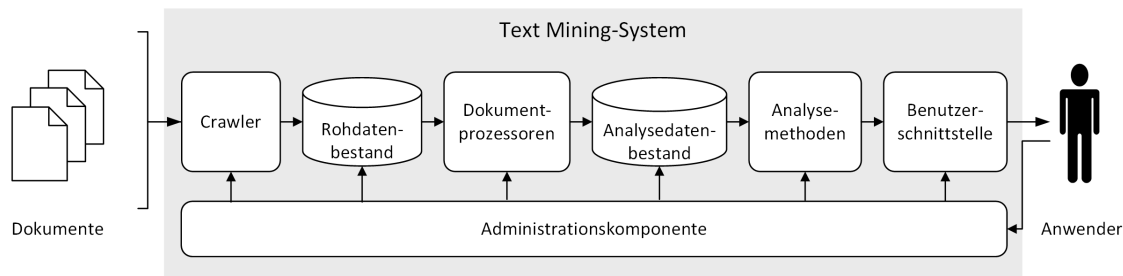 Text Mining-System
Crawler
Rohdaten-
bestand
Dokument-
prozessoren
Analysedaten-
bestand
Analyse-
methoden
Benutzer-
schnittstelle
Dokumente
Administrationskomponente
Anwender